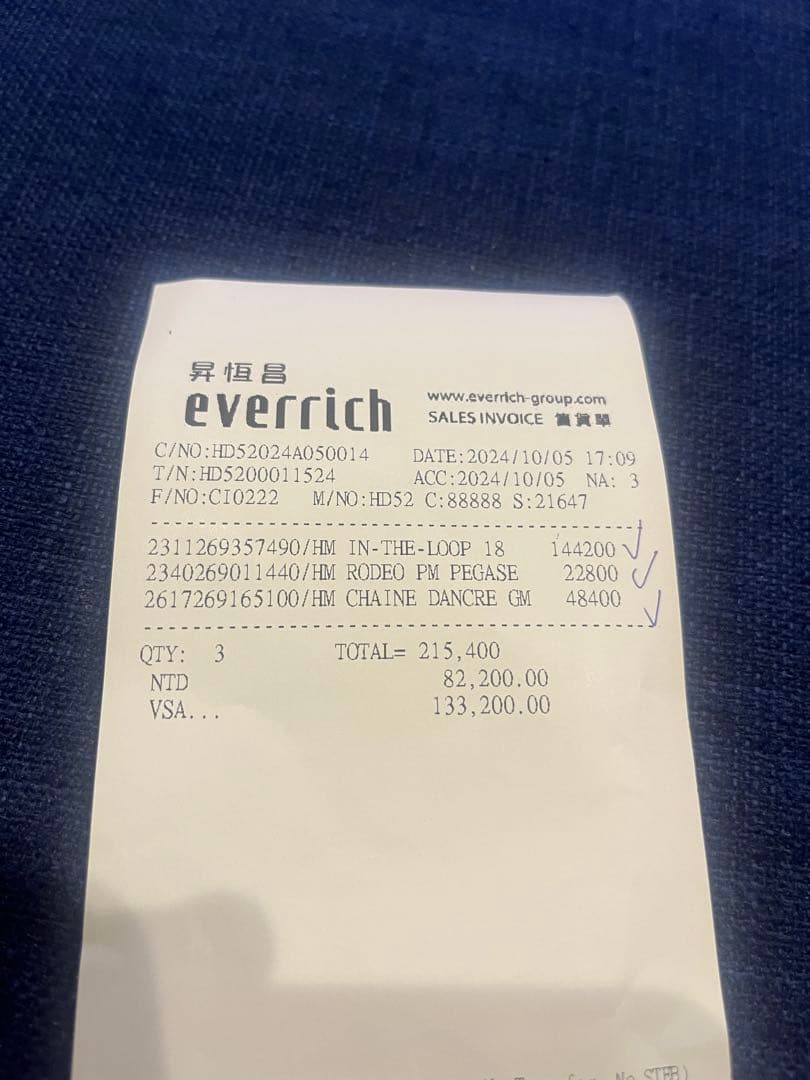 昇恆昌
everrich
www.everrich-group.com
SALES INVOICE 售貨單
C/NO:HD52024A050014 DATE:2024/10/05 17:09
T/N:HD5200011524 ACC:2024/10/05 NA: 3
F/NO:CI0222 M/NO:HD52 C:88888 S:21647
2311269357490/HM IN-THE-LOOP 18 144200
2340269011440/HM RODEO PM PEGASE 22800
2617269165100/HM CHAINE DANCRE GM 48400
QTY: 3 TOTAL= 215,400
NTD 82,200.00
VSA... 133,200.00
No STEB)